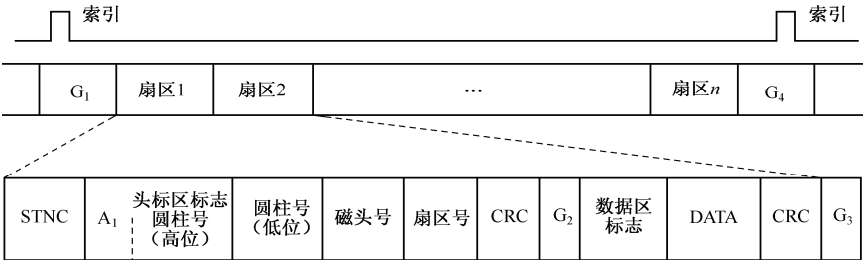 索引 索引
G1 扇区1 扇区2 … 扇区n G4
STNC A1 头标区标志 圆柱号 (高位) 圆柱号 (低位) 磁头号 扇区号 CRC G2 数据区 标志 DATA CRC G3